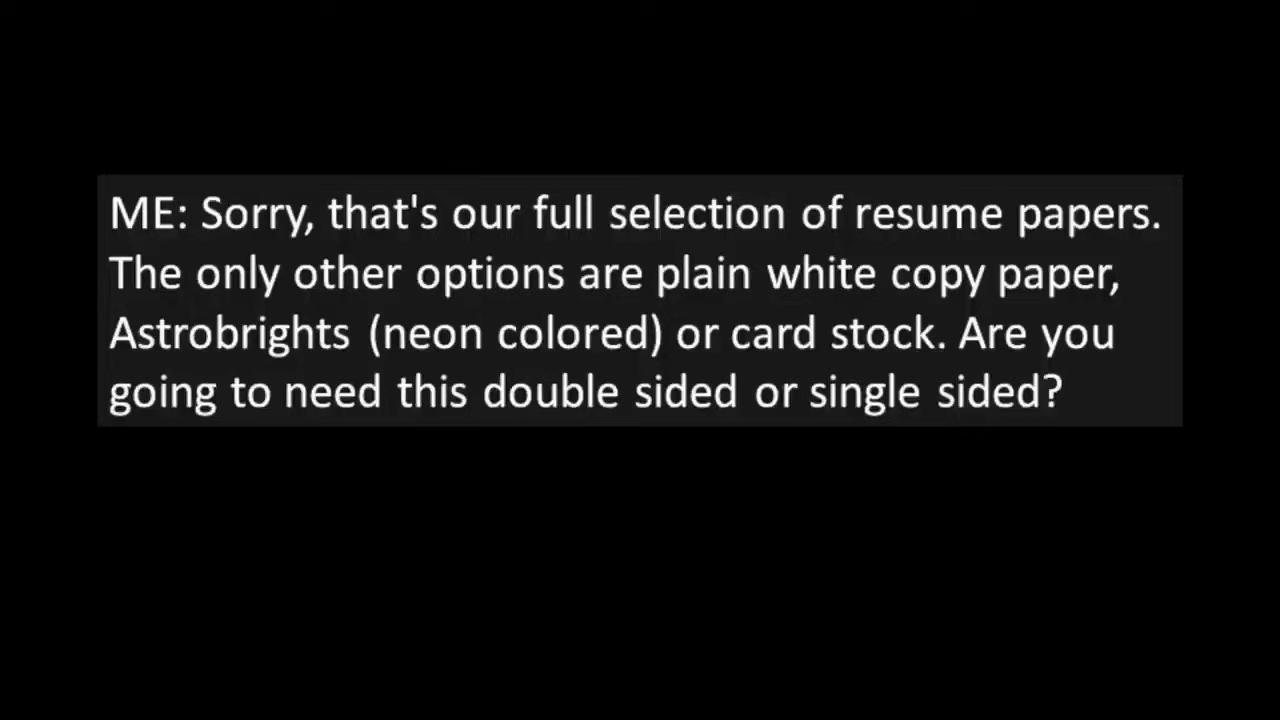 ME: Sorry, that's our full selection of resume papers.
The only other options are plain white copy paper,
Astrobrights (neon colored) or card stock. Are you
going to need this double sided or single sided?